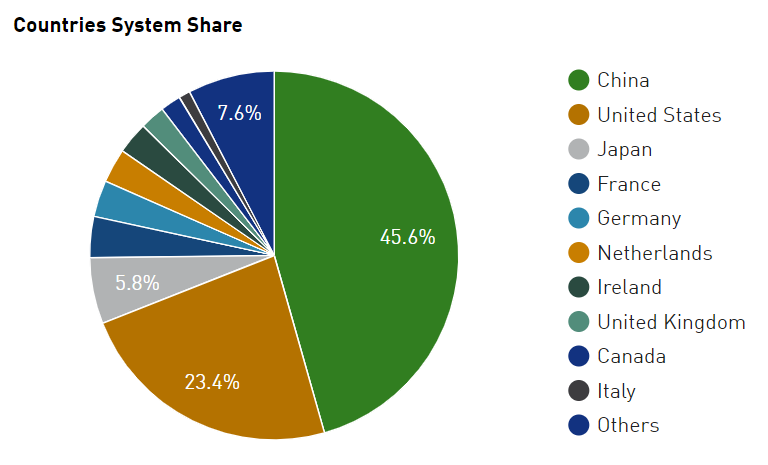 Countries System Share
7.6%
45.6%
5.8%
23.4%
China
United States
Japan
France
Germany
Netherlands
Ireland
United Kingdom
Canada
Italy
Others